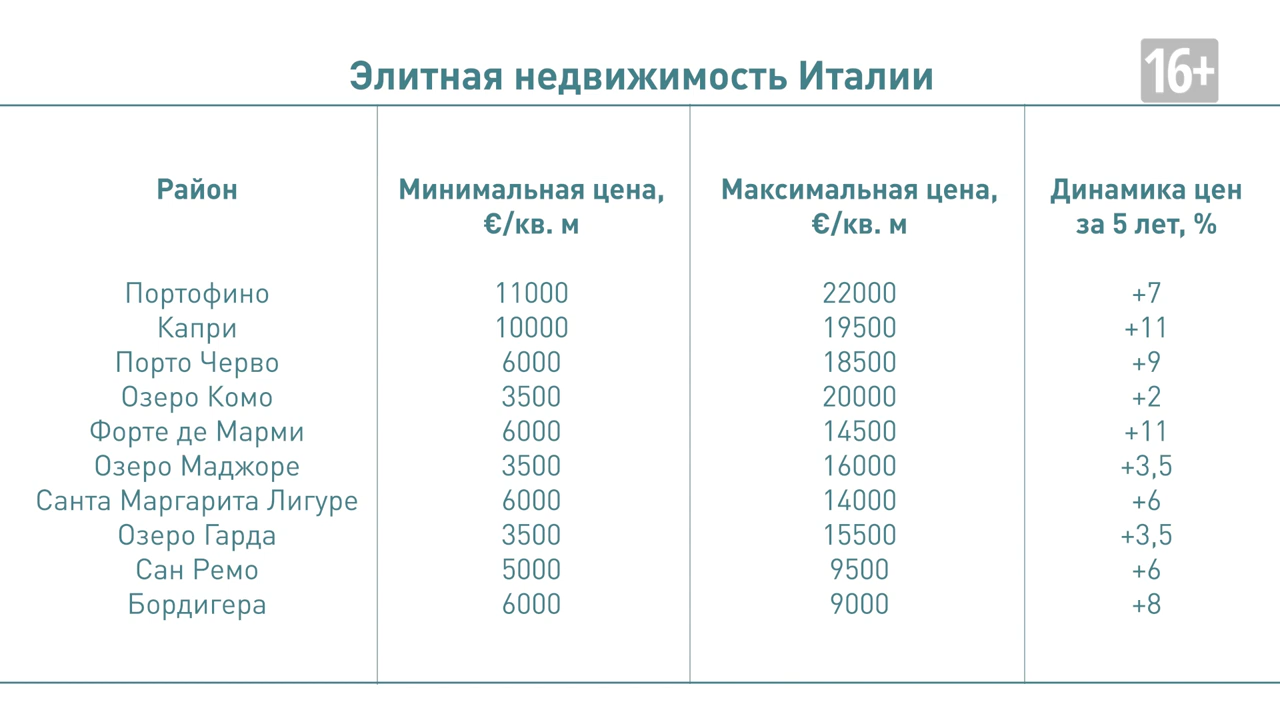 Элитная недвижимость Италии
16+
Район Минимальная цена, €/кв. м Максимальная цена, €/кв. м Динамика цен за 5 лет, %
Портофино 11000 22000 +7
Капри 10000 19500 +11
Порто Черво 6000 18500 +9
Озеро Комо 3500 20000 +2
Форте де Марми 6000 14500 +11
Озеро Маджоре 3500 16000 +3,5
Санта Маргарита Лигуре 6000 14000 +6
Озеро Гарда 3500 15500 +3,5
Сан Ремо 5000 9500 +6
Бордигера 6000 9000 +8